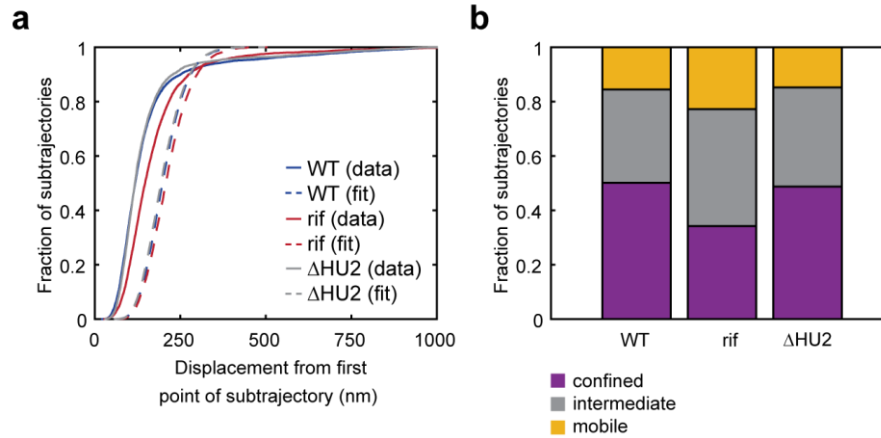 a
1
0.8
0.6
0.4
0.2
0
Fraction of subtrajectories
WT (data)
WT (fit)
rif (data)
rif (fit)
ΔHU2 (data)
ΔHU2 (fit)
0 250 500 750 1000
Displacement from first
point of subtrajectory (nm)
b
1
0.8
0.6
0.4
0.2
0
Fraction of subtrajectories
WT rif ΔHU2
confined
intermediate
mobile